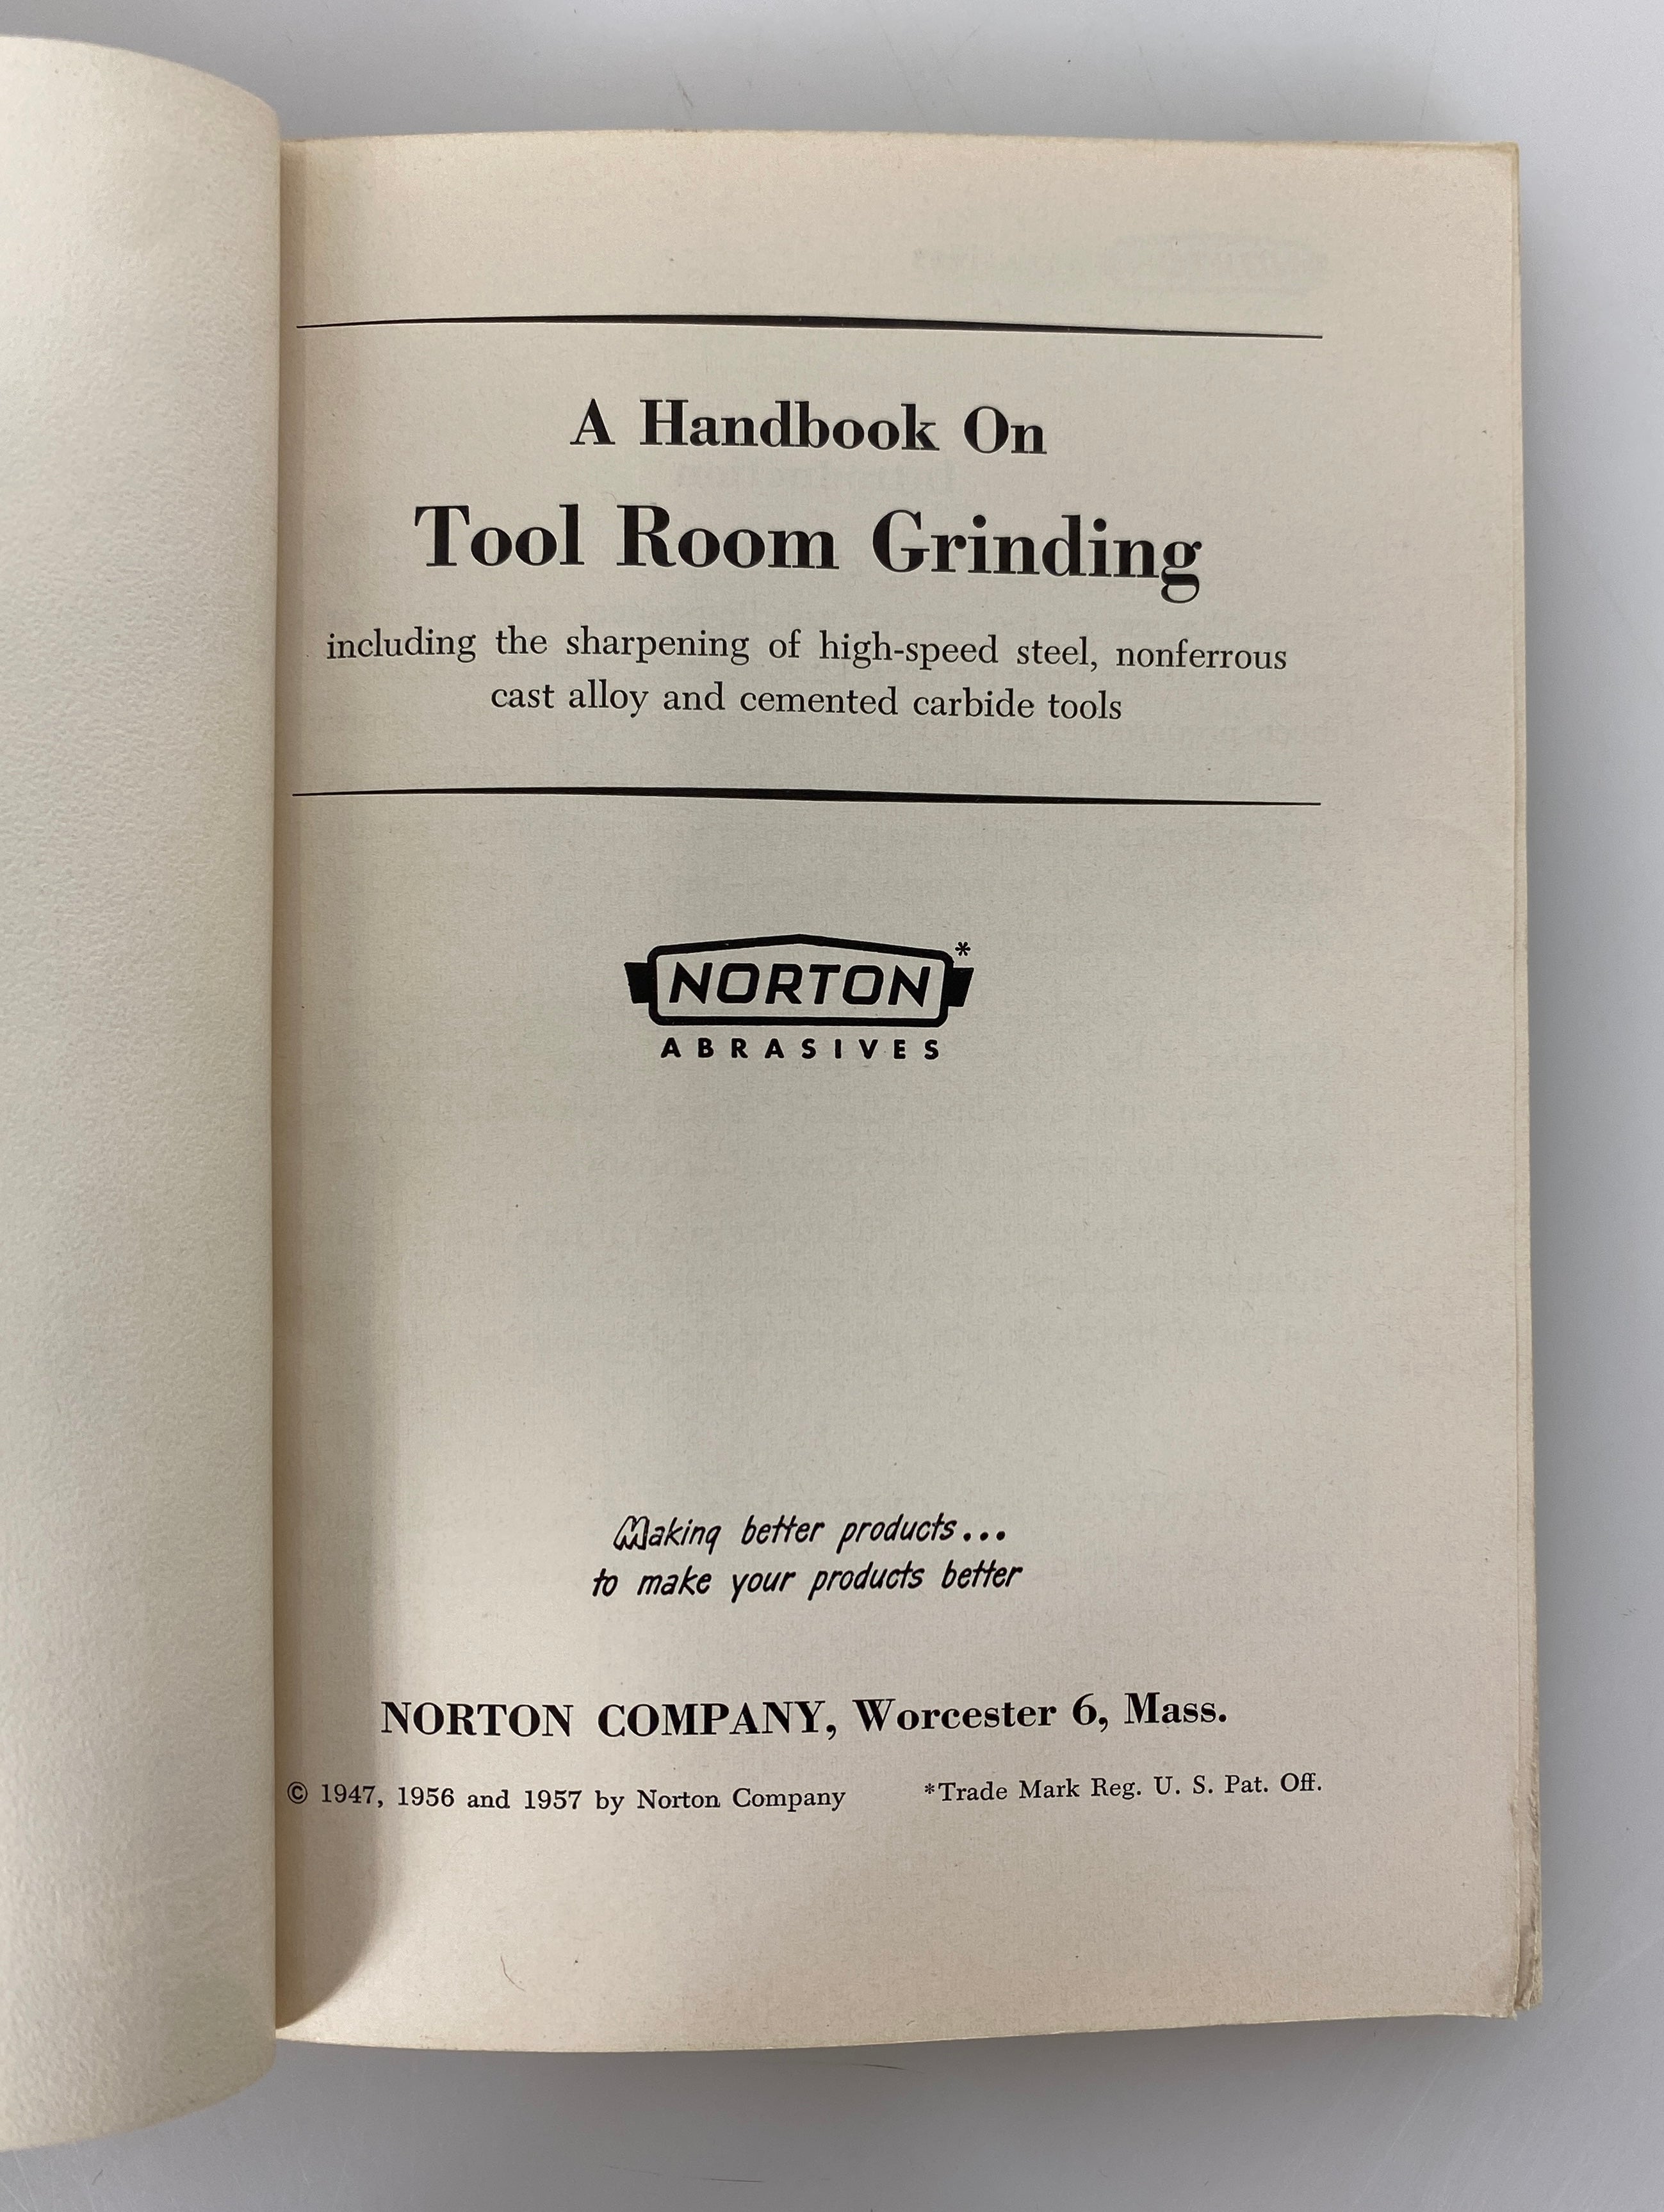 A Handbook On
Tool Room Grinding
including the sharpening of high-speed steel, nonferrous
cast alloy and cemented carbide tools
NORTON*
ABRASIVES
Making better products...
to make your products better
NORTON COMPANY, Worcester 6, Mass.
© 1947, 1956 and 1957 by Norton Company *Trade Mark Reg. U. S. Pat. Off.